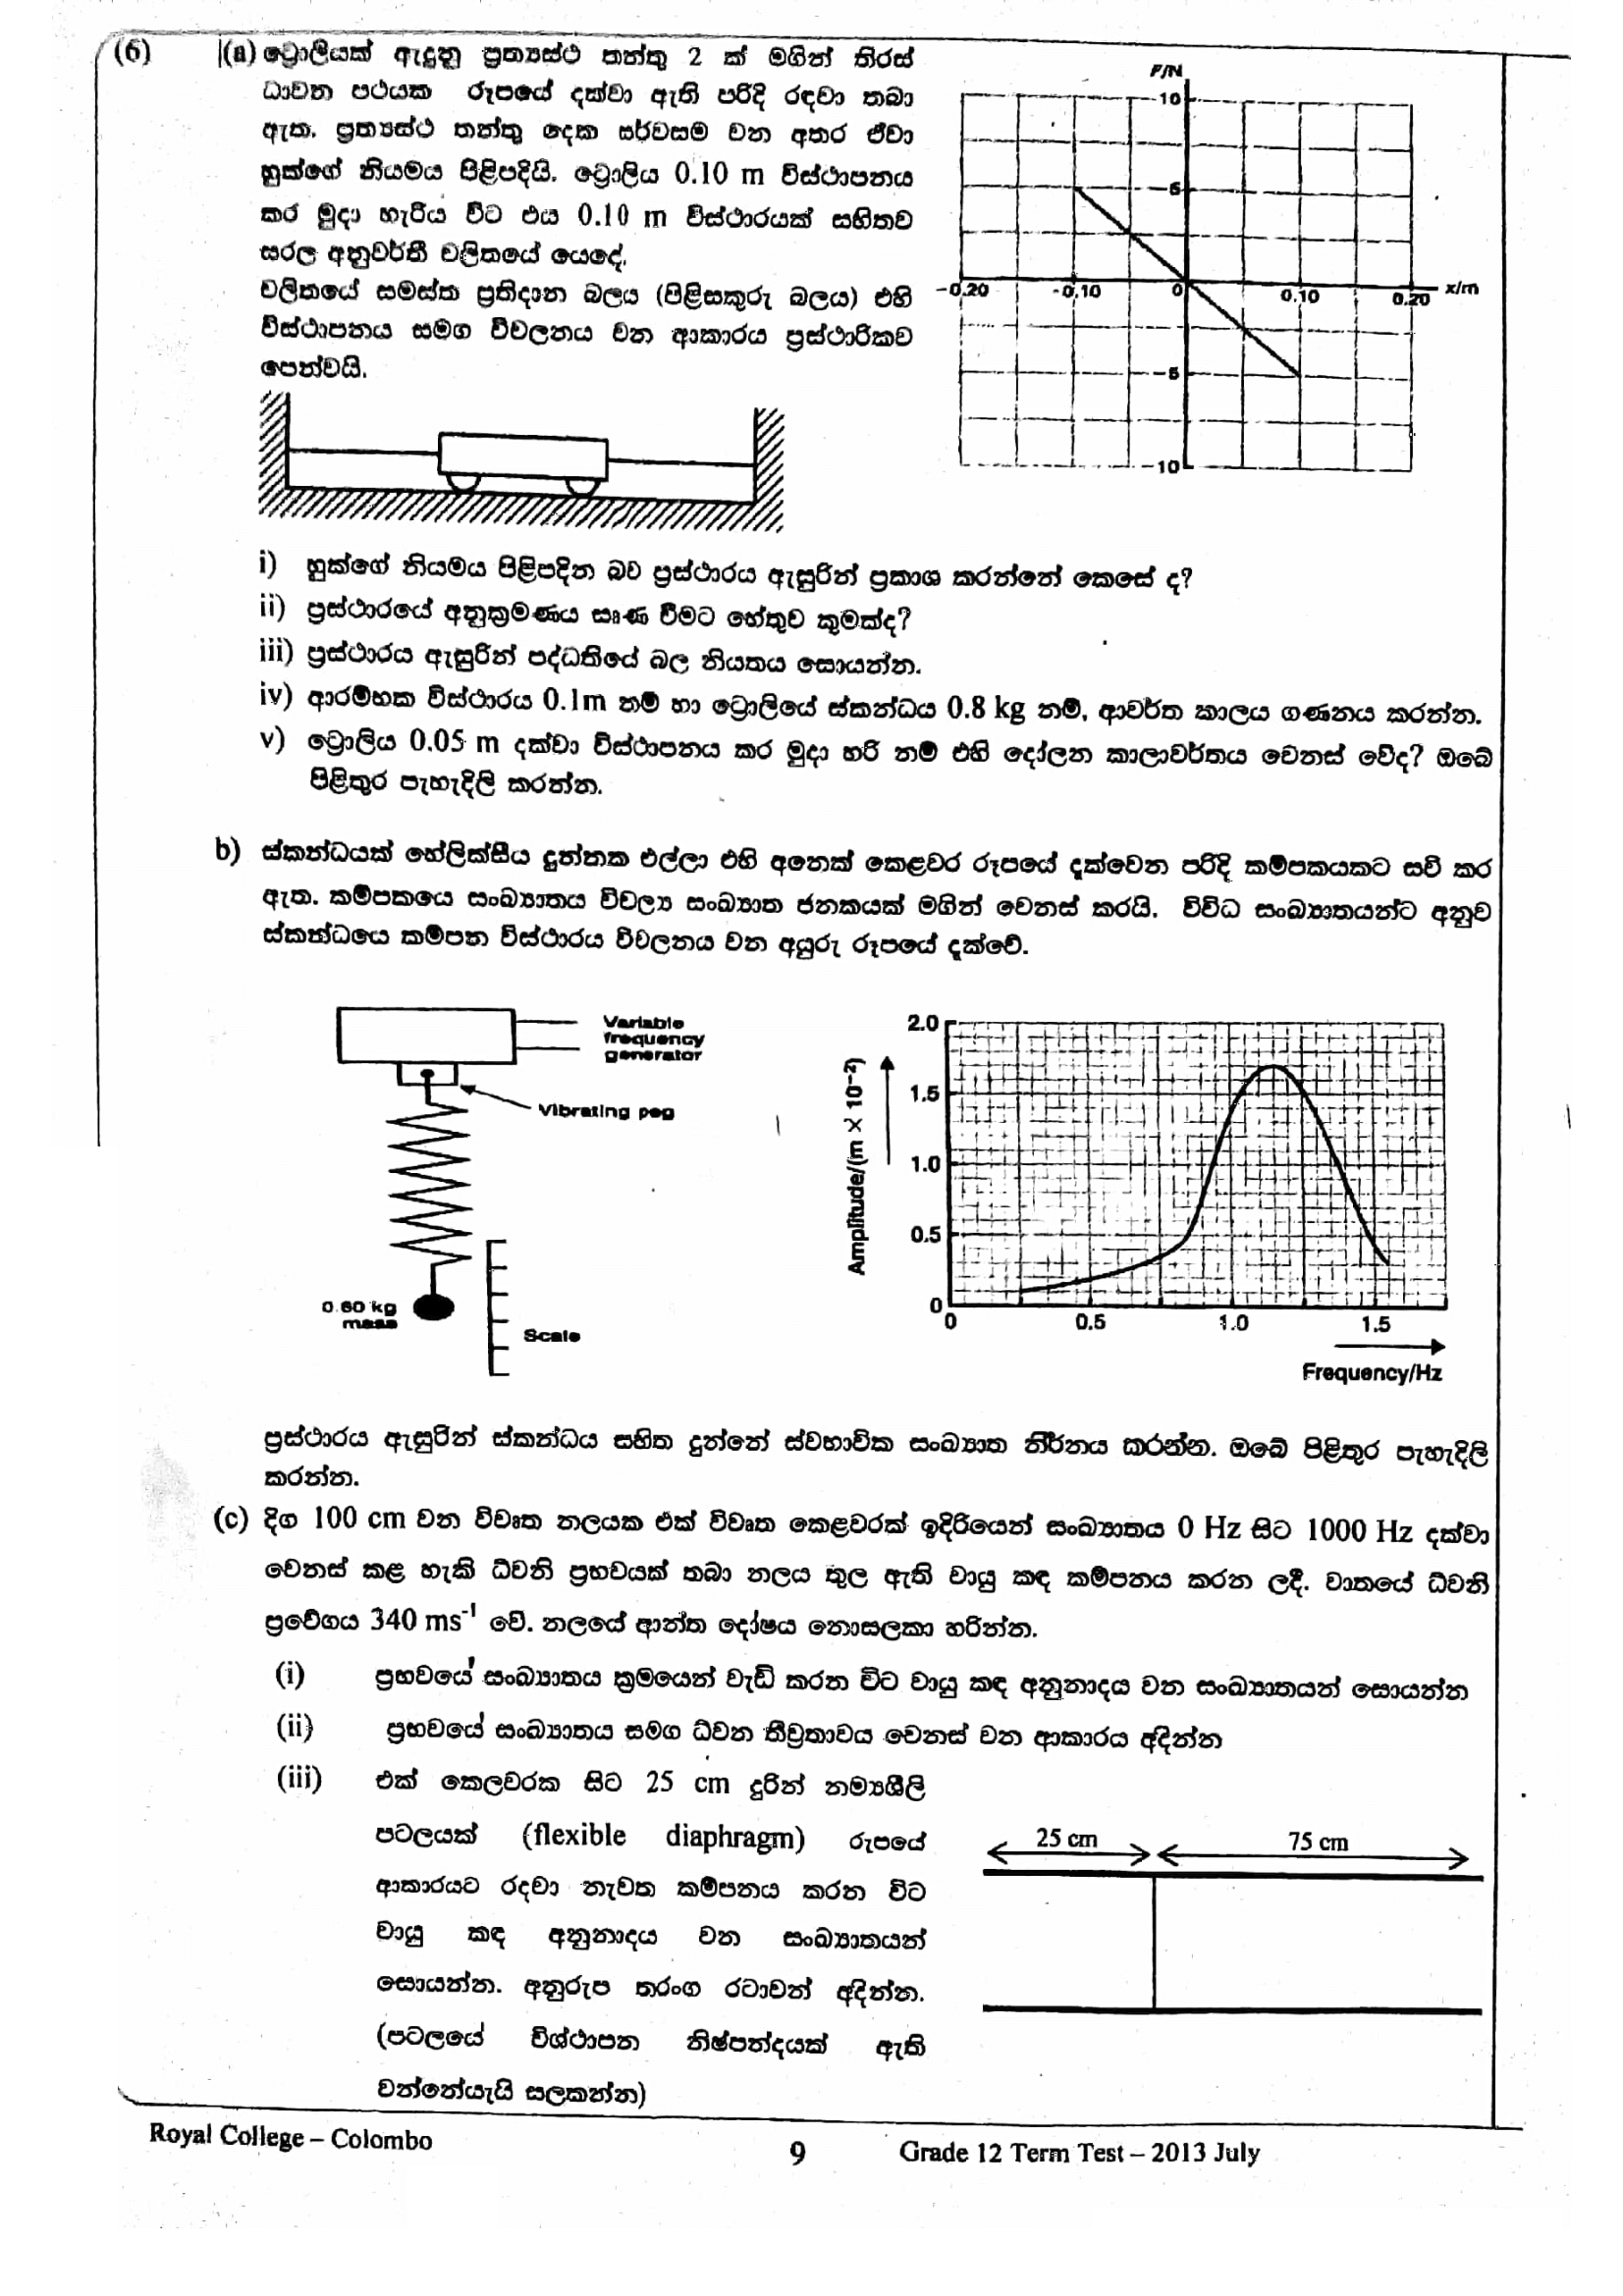 (6) (a) ට්‍රොලියක් ඇදුනු ප්‍රත්‍යස්ථ තන්තු 2 ක් මගින් තිරස්
ධාවන පථයක රූපයේ දක්වා ඇති පරිදි රඳවා තබා
ඇත. ප්‍රත්‍යස්ථ තන්තු දෙක සර්වසම වන අතර ඒවා
හුක්ගේ නියමය පිළිපදියි. ට්‍රොලිය 0.10 m විස්ථාපනය
කර මුදා හැරිය විට එය 0.10 m විස්ථාරයක් සහිතව
සරල අනුවර්තී චලිතයේ යෙදේ.
චලිතයේ සමස්ත ප්‍රතිදාන බලය (පිළිසකුරු බලය) එහි
විස්ථාපනය සමග විචලනය වන ආකාරය ප්‍රස්ථාරිකව
පෙන්වයි.
F/N
10
5
-0.20 -0.10 0 0.10 0.20 x/m
-5
-10
i) හුක්ගේ නියමය පිළිපදින බව ප්‍රස්ථාරය ඇසුරින් ප්‍රකාශ කරන්නේ කෙසේ ද?
ii) ප්‍රස්ථාරයේ අනුක්‍රමණය සෘණ වීමට හේතුව කුමක්ද?
iii) ප්‍රස්ථාරය ඇසුරින් පද්ධතියේ බල නියතය සොයන්න.
iv) ආරම්භක විස්ථාරය 0.1m නම් හා ට්‍රොලියේ ස්කන්ධය 0.8 kg නම්, ආවර්ත කාලය ගණනය කරන්න.
v) ට්‍රොලිය 0.05 m දක්වා විස්ථාපනය කර මුදා හරි නම් එහි දෝලන කාලාවර්තය වෙනස් වේද? ඔබේ
පිළිතුර පැහැදිලි කරන්න.
b) ස්කන්ධයක් හේලික්සීය දුන්නක එල්ලා එහි අනෙක් කෙළවර රූපයේ දැක්වෙන පරිදි කම්පකයකට සවි කර
ඇත. කම්පකයෙ සංඛ්‍යාතය විචල්‍ය සංඛ්‍යාත ජනකයක් මගින් වෙනස් කරයි. විවිධ සංඛ්‍යාතයන්ට අනුව
ස්කන්ධයෙ කම්පන විස්ථාරය විචලනය වන අයුරු රූපයේ දැක්වේ.
Variable
frequency
generator
Vibrating peg
0.60 kg
mass
Scale
Amplitude/(m × 10⁻²)
2.0
1.5
1.0
0.5
0
0 0.5 1.0 1.5
Frequency/Hz
ප්‍රස්ථාරය ඇසුරින් ස්කන්ධය සහිත දුන්නේ ස්වභාවික සංඛ්‍යාත නිර්නය කරන්න. ඔබේ පිළිතුර පැහැදිලි
කරන්න.
(c) දිග 100 cm වන විවෘත නලයක එක් විවෘත කෙළවරක් ඉදිරියෙන් සංඛ්‍යාතය 0 Hz සිට 1000 Hz දක්වා
වෙනස් කළ හැකි ධ්වනි ප්‍රභවයක් තබා නලය තුල ඇති වායු කඳ කම්පනය කරන ලදී. වාතයේ ධ්වනි
ප්‍රවේගය 340 ms⁻¹ වේ. නලයේ ආන්ත දෝෂය නොසලකා හරින්න.
(i) ප්‍රභවයේ සංඛ්‍යාතය ක්‍රමයෙන් වැඩි කරන විට වායු කඳ අනුනාදය වන සංඛ්‍යාතයන් සොයන්න
(ii) ප්‍රභවයේ සංඛ්‍යාතය සමග ධ්වන තීව්‍රතාවය වෙනස් වන ආකාරය අදින්න
(iii) එක් කෙලවරක සිට 25 cm දුරින් නම්‍යශීලි
පටලයක් (flexible diaphragm) රුපයේ
ආකාරයට රදවා නැවත කම්පනය කරන විට
වායු කඳ අනුනාදය වන සංඛ්‍යාතයන්
සොයන්න. අනුරුප තරංග රටාවන් අදින්න.
(පටලයේ විශ්ථාපන නිෂ්පන්දයක් ඇති
වන්නේයැයි සලකන්න)
25 cm 75 cm
Royal College – Colombo 9 Grade 12 Term Test – 2013 July